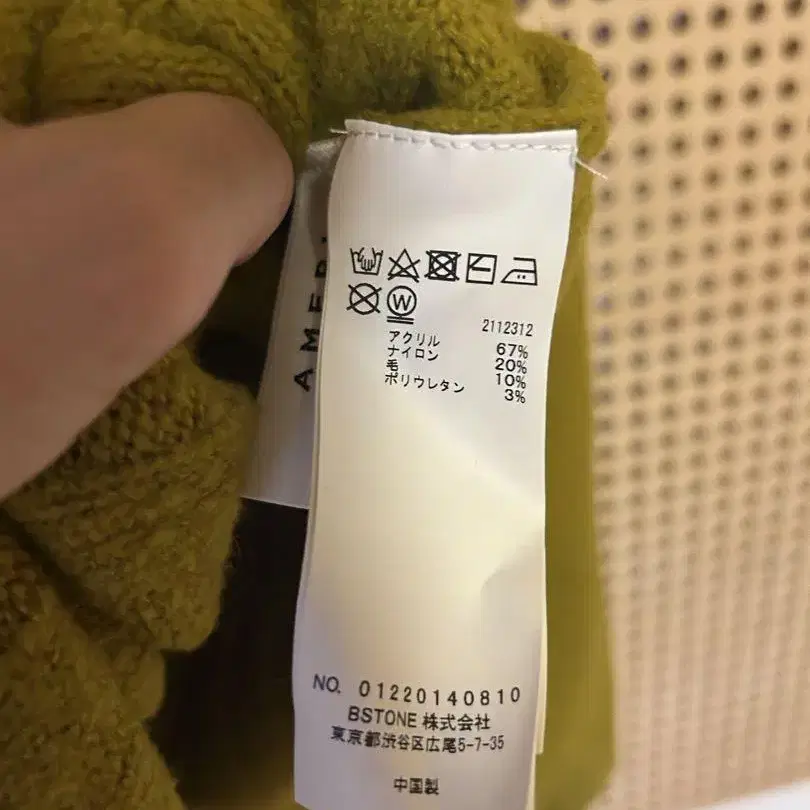 2112312
アクリル 67%
ナイロン 20%
毛 10%
ポリウレタン 3%
NO. 01220140810
BSTONE 株式会社
東京都渋谷区広尾5-7-35
中国製
W
AMERI